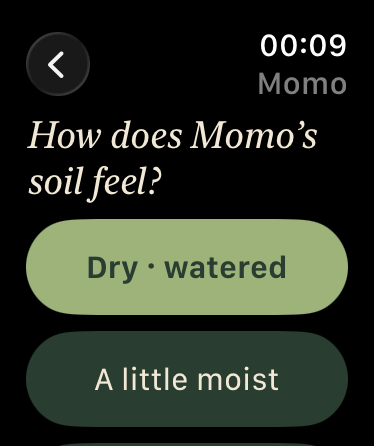 00:09
Momo
How does Momo’s
soil feel?
Dry · watered
A little moist